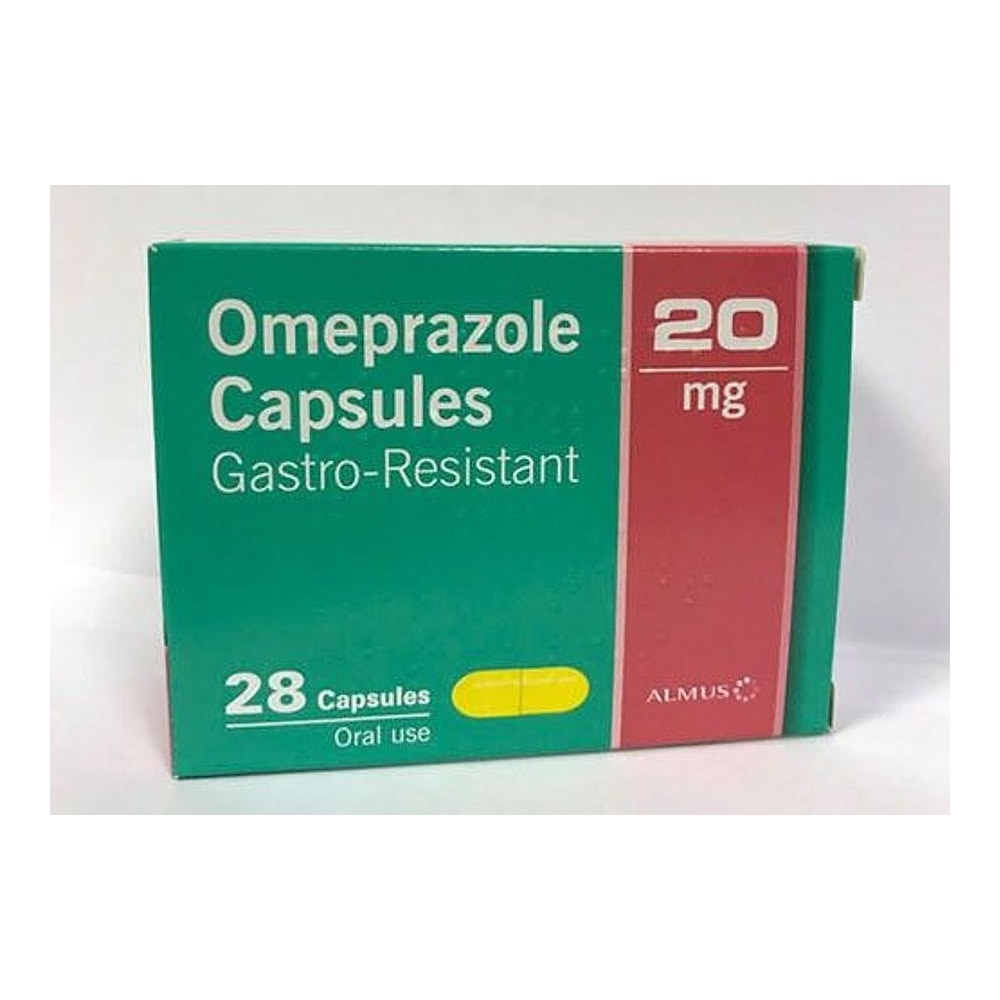 Omeprazole
Capsules
Gastro-Resistant
20
mg
28 Capsules
Oral use
ALMUS